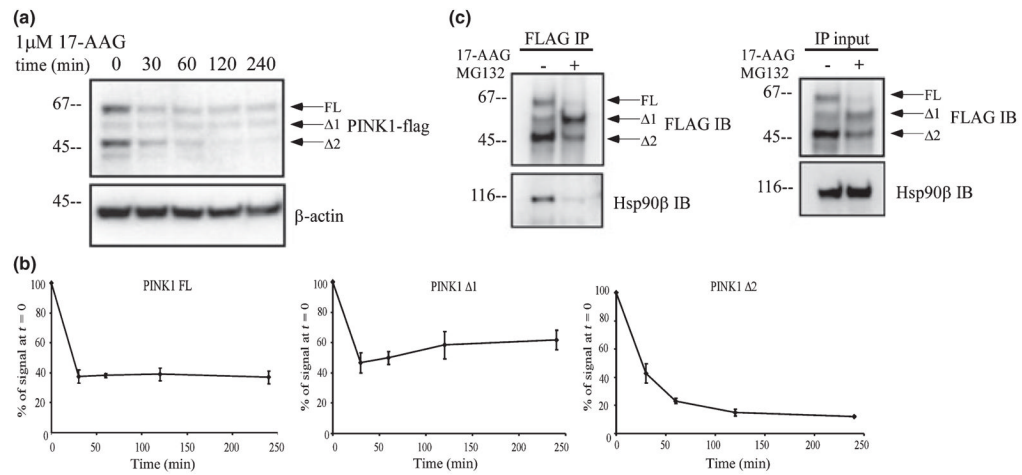 (a)
1μM 17-AAG
time (min) 0 30 60 120 240
67--
45--
FL
Δ1 PINK1-flag
Δ2
45--
β-actin
(c)
FLAG IP
17-AAG
MG132 - +
67--
45--
FL
Δ1 FLAG IB
Δ2
116--
Hsp90β IB
IP input
17-AAG
MG132 - +
67--
45--
FL
Δ1 FLAG IB
Δ2
116--
Hsp90β IB
(b)
PINK1 FL
% of signal at t = 0
100
80
60
40
20
0
0 50 100 150 200 250
Time (min)
PINK1 Δ1
% of signal at t = 0
100
80
60
40
20
0
0 50 100 150 200 250
Time (min)
PINK1 Δ2
% of signal at t = 0
100
80
60
40
20
0
0 50 100 150 200 250
Time (min)